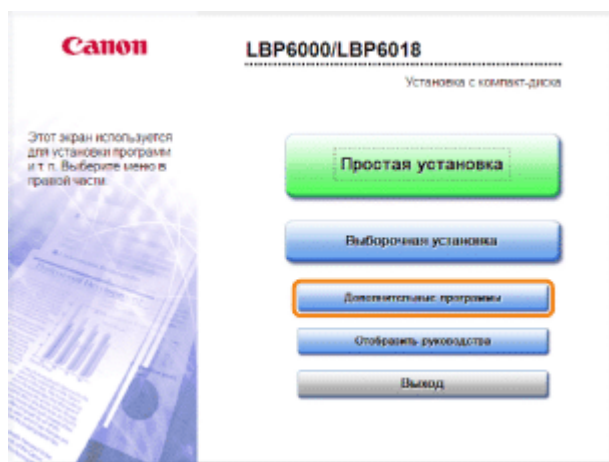 Canon
LBP6000/LBP6018
Установка с компакт-диска
Этот экран используется
для установки программ
и т.п. Выберите меню в
правой части.
Простая установка
Выборочная установка
Дополнительные программы
Отобразить руководства
Выход